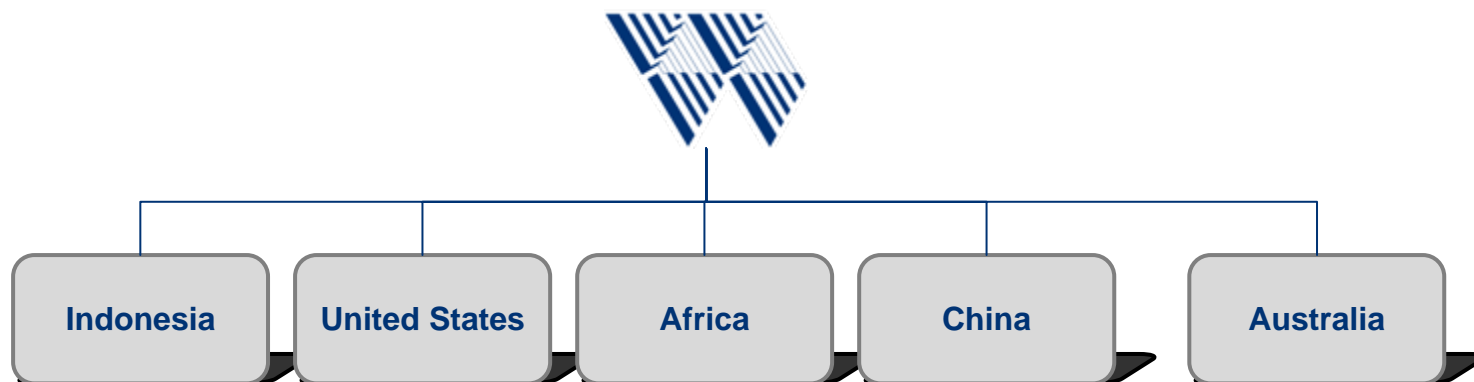 Indonesia
United States
Africa
China
Australia